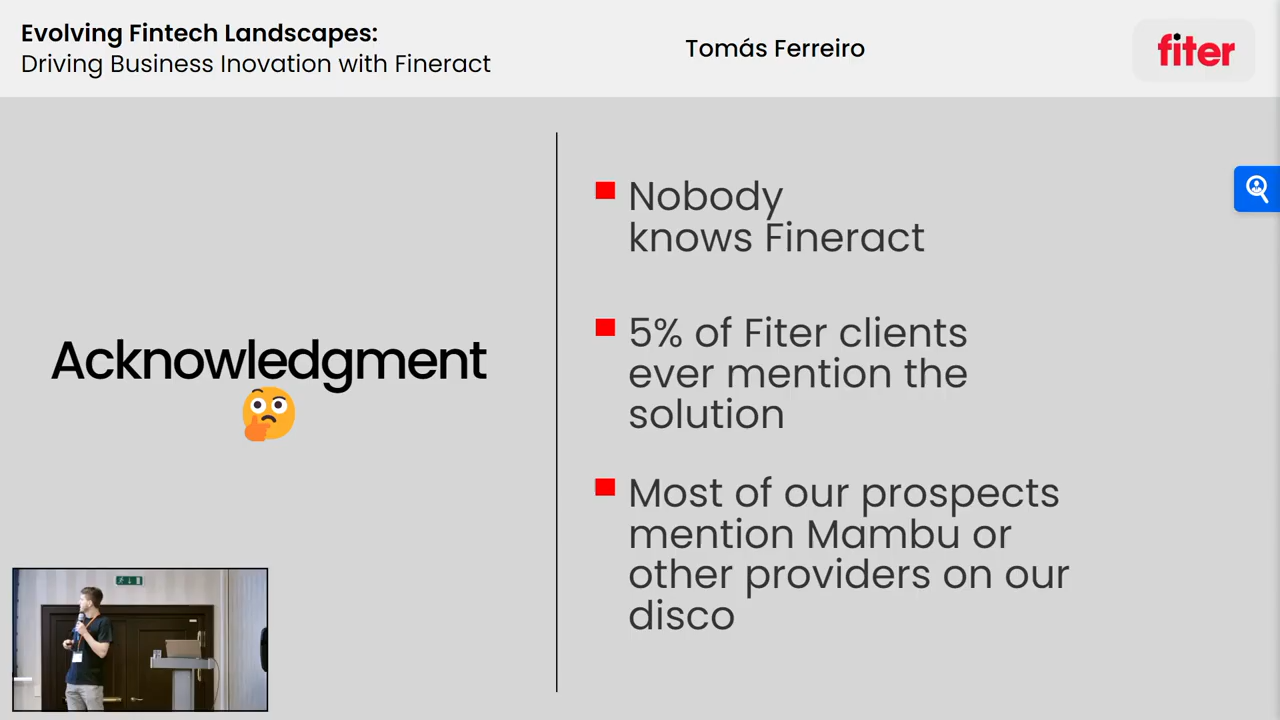 Evolving Fintech Landscapes:
Driving Business Inovation with Fineract
Tomás Ferreiro
fiter
Acknowledgment
Nobody
knows Fineract
5% of Fiter clients
ever mention the
solution
Most of our prospects
mention Mambu or
other providers on our
disco